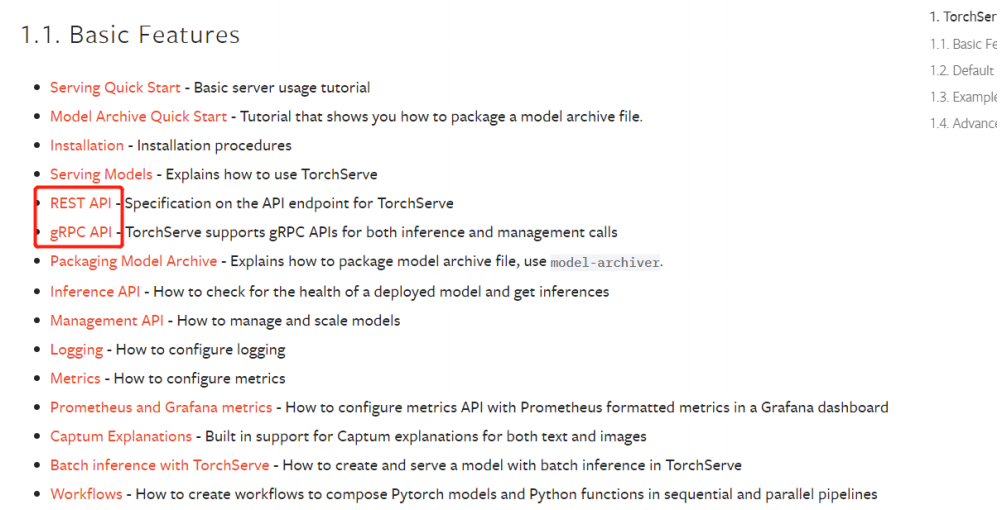 1.1. Basic Features
Serving Quick Start - Basic server usage tutorial
Model Archive Quick Start - Tutorial that shows you how to package a model archive file.
Installation - Installation procedures
Serving Models - Explains how to use TorchServe
REST API - Specification on the API endpoint for TorchServe
gRPC API - TorchServe supports gRPC APIs for both inference and management calls
Packaging Model Archive - Explains how to package model archive file, use model-archiver.
Inference API - How to check for the health of a deployed model and get inferences
Management API - How to manage and scale models
Logging - How to configure logging
Metrics - How to configure metrics
Prometheus and Grafana metrics - How to configure metrics API with Prometheus formatted metrics in a Grafana dashboard
Captum Explanations - Built in support for Captum explanations for both text and images
Batch inference with TorchServe - How to create and serve a model with batch inference in TorchServe
Workflows - How to create workflows to compose Pytorch models and Python functions in sequential and parallel pipelines
1. TorchSer
1.1. Basic Fe
1.2. Default
1.3. Example
1.4. Advance